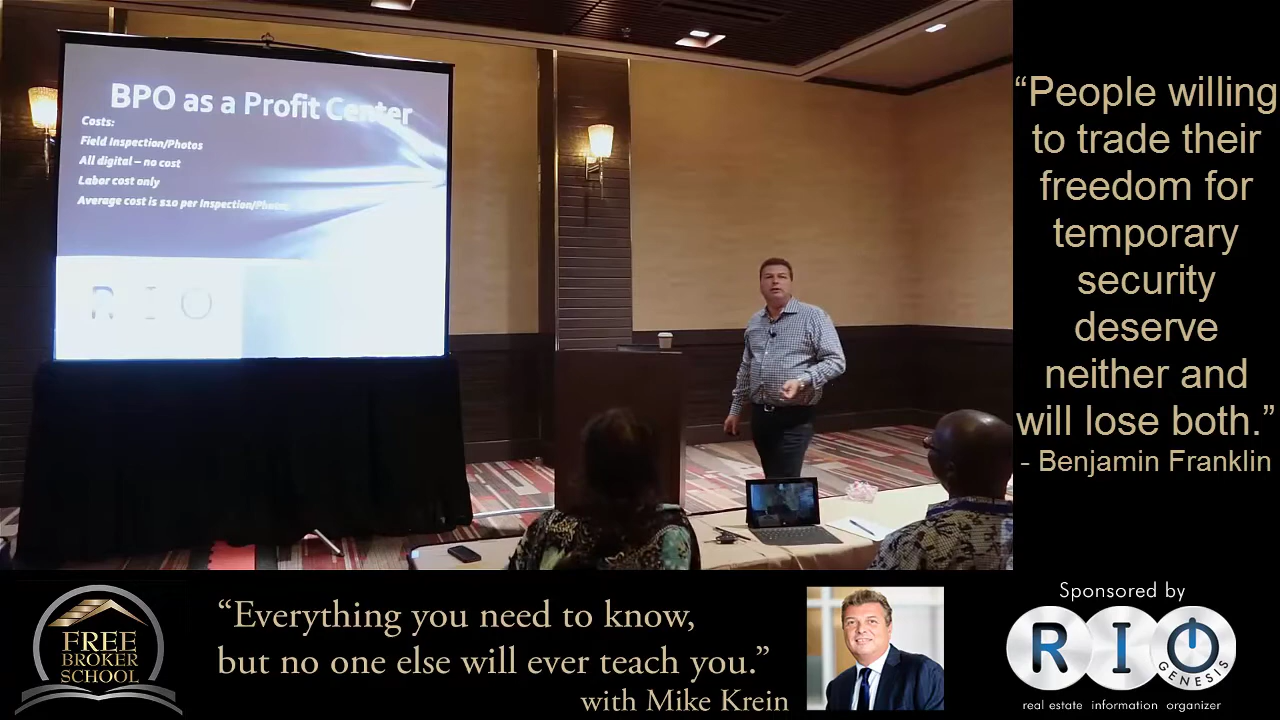 BPO as a Profit Center
Costs:
Field Inspection/Photos
All digital – no cost
Labor cost only
Average cost is $10 per Inspection/Photos
R I O
“People willing
to trade their
freedom for
temporary
security
deserve
neither and
will lose both.”
- Benjamin Franklin
FREE
BROKER
SCHOOL
“Everything you need to know,
but no one else will ever teach you.”
with Mike Krein
Sponsored by
R I O
GENESIS
real estate information organizer